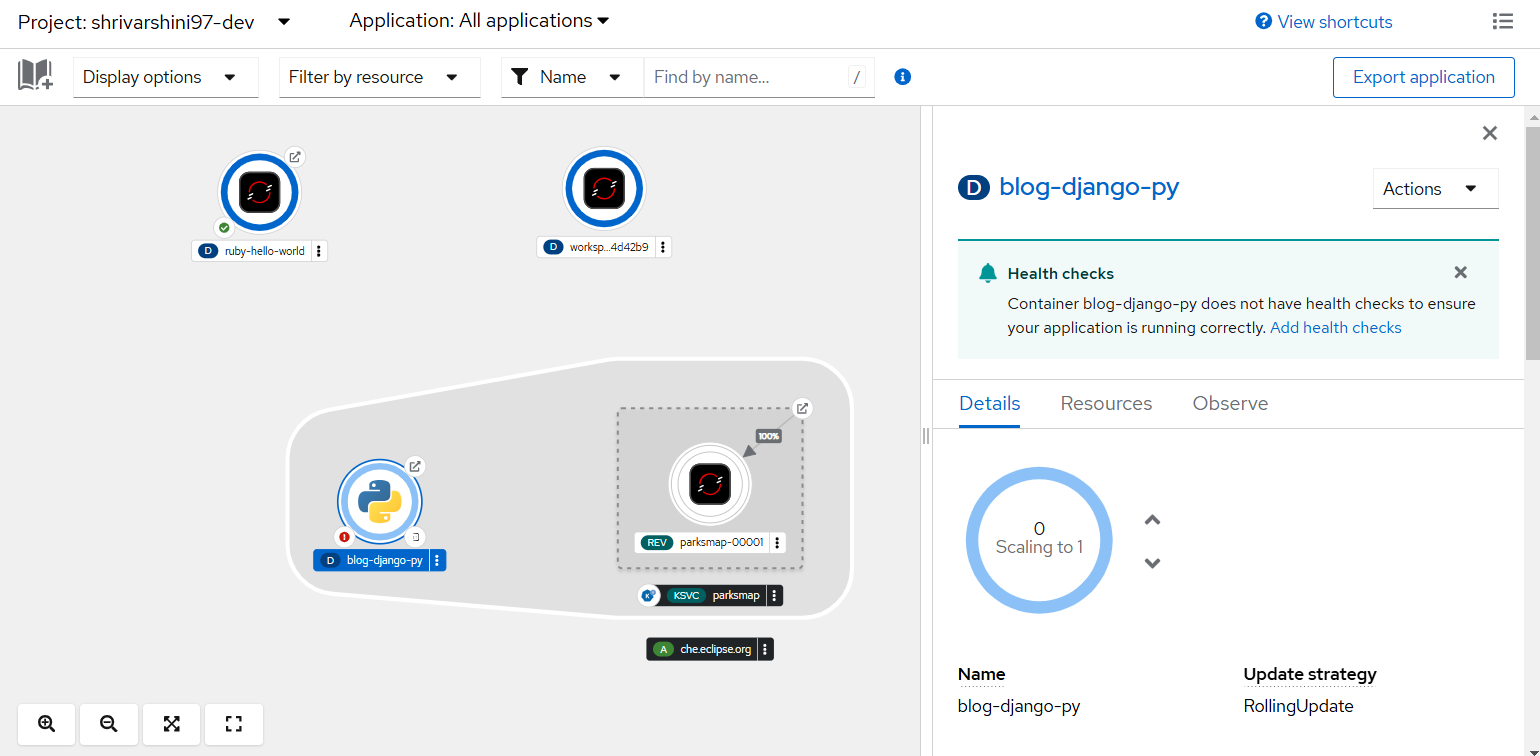 Project: shrivarshini97-dev
Application: All applications
View shortcuts
Display options
Filter by resource
Name
Find by name...
/
Export application
ruby-hello-world
D
worksp...4d42b9
D
100%
REV parksmap-00001
D blog-django-py
KSVC parksmap
A che.eclipse.org
D blog-django-py
Actions
Health checks
Container blog-django-py does not have health checks to ensure
your application is running correctly. Add health checks
Details Resources Observe
0
Scaling to 1
Name
blog-django-py
Update strategy
RollingUpdate